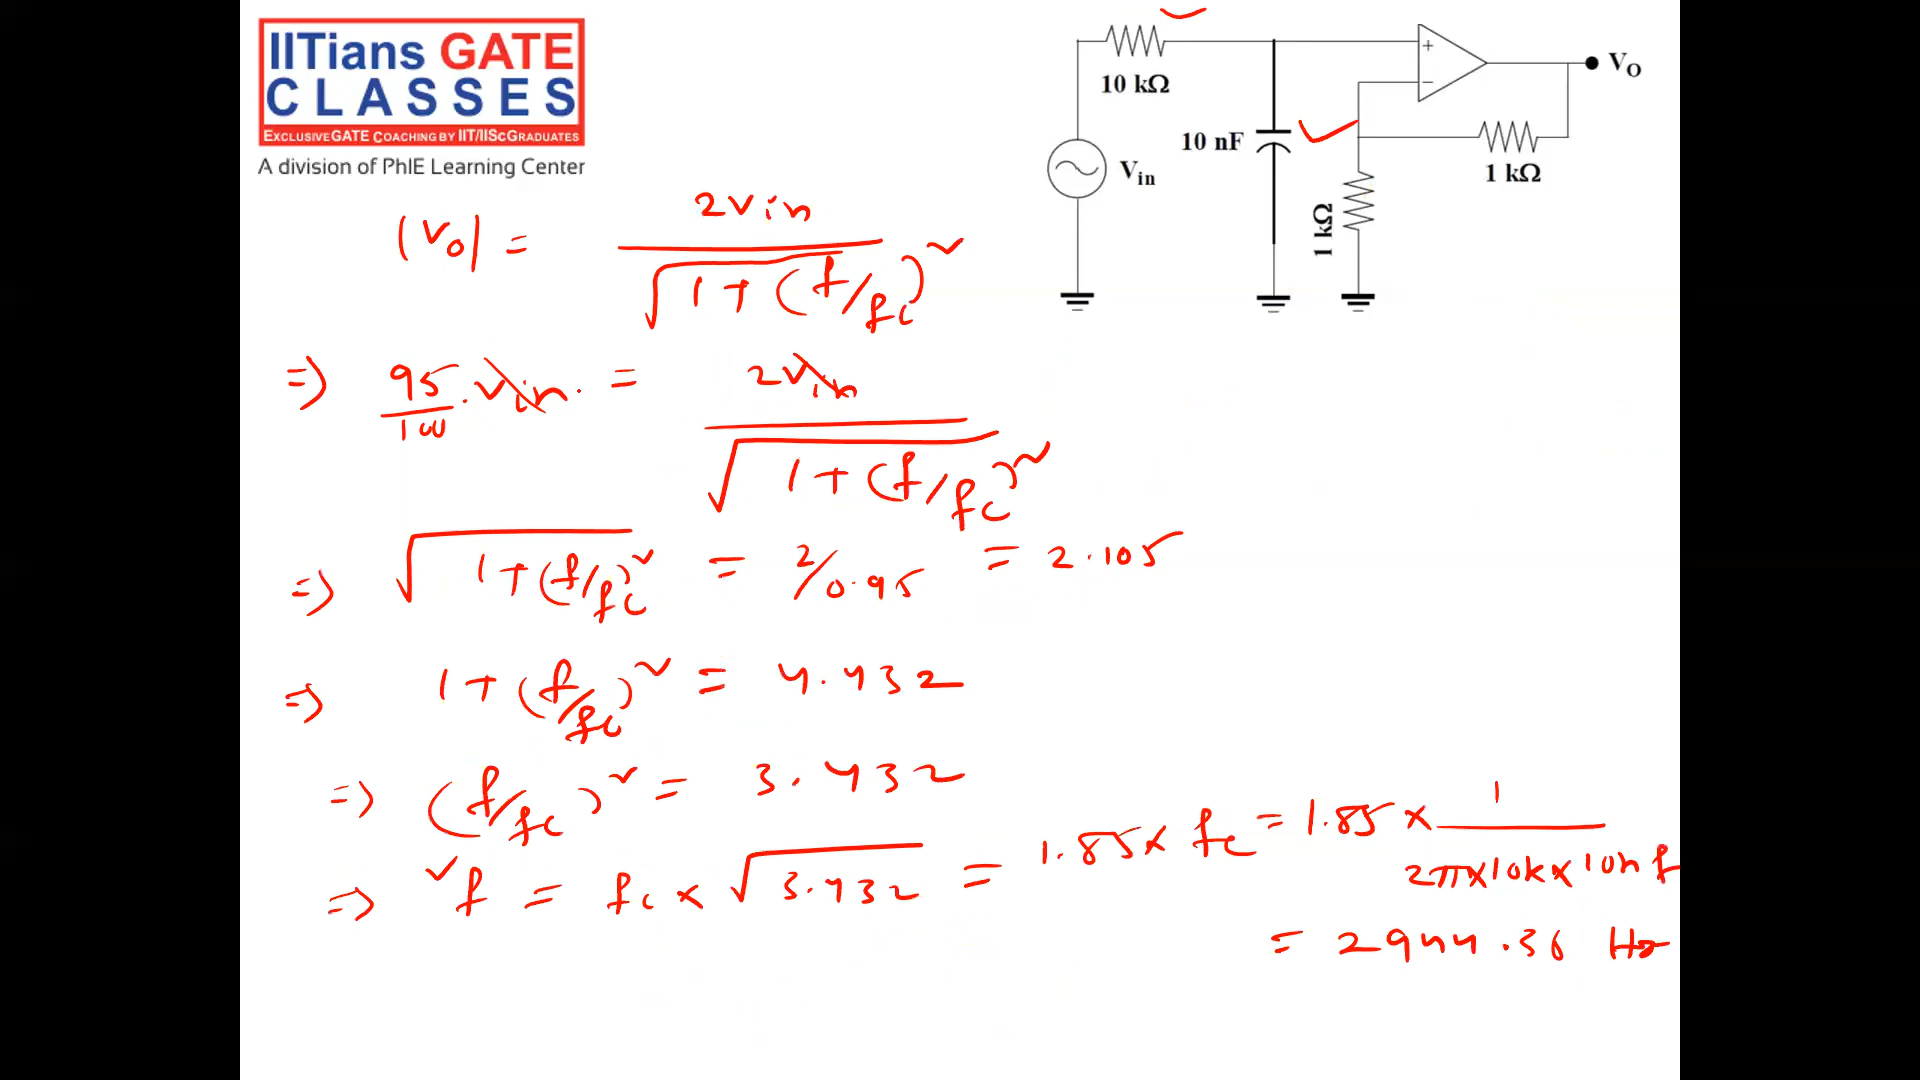 IITians GATE
CLASSES
EXCLUSIVE GATE COACHING BY IIT/IISC GRADUATES
A division of PhIE Learning Center
10 kΩ
10 nF
Vin
+
−
VO
1 kΩ
1 kΩ
|Vo| = 2Vin / √(1+(f/fc)²)
⇒ 95/100 . Vin . = 2Vin / √(1+(f/fc)²)
⇒ √(1+(f/fc)²) = 2/0.95 = 2.105
⇒ 1+(f/fc)² = 4.432
⇒ (f/fc)² = 3.432
⇒ f = fc × √3.432 = 1.85 × fc = 1.85 × 1 / 2π×10k×10nf
= 2944.36 Hz